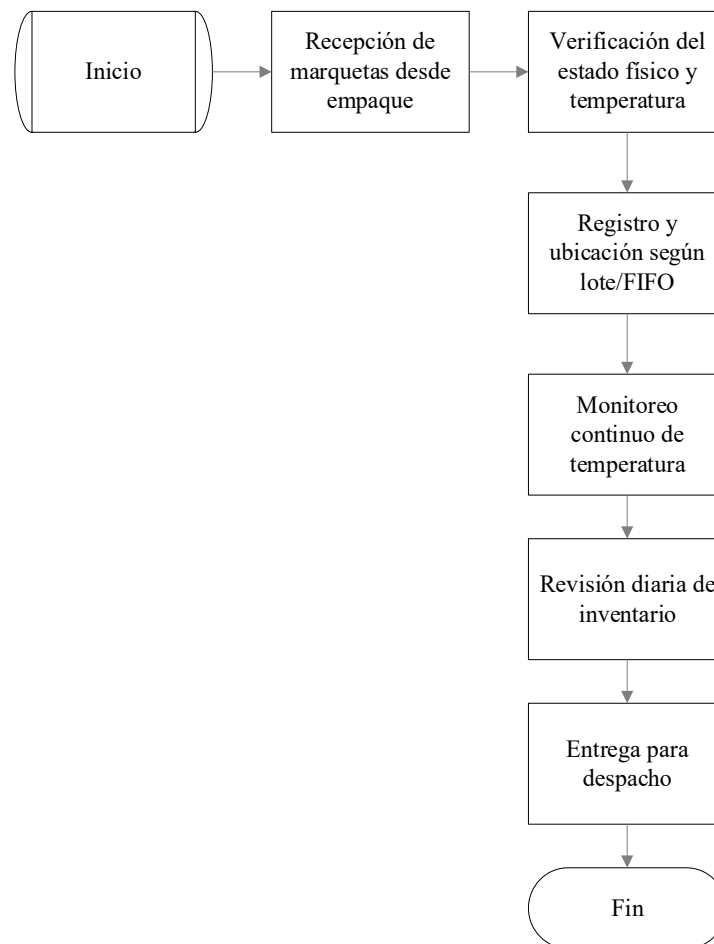 Inicio
Recepción de
marquetas desde
empaque
Verificación del
estado físico y
temperatura
Registro y
ubicación según
lote/FIFO
Monitoreo
continuo de
temperatura
Revisión diaria de
inventario
Entrega para
despacho
Fin